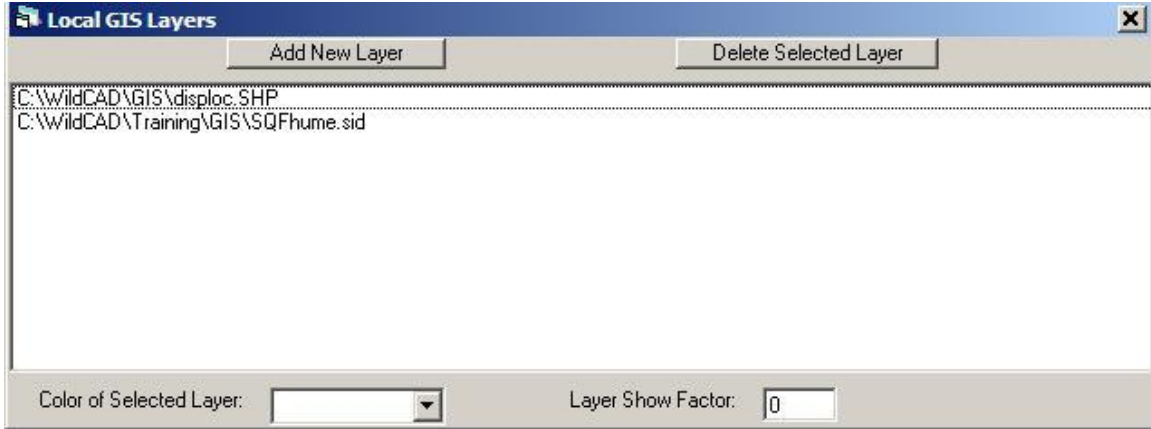 Local GIS Layers
Add New Layer Delete Selected Layer
C:\WildCAD\GIS\disploc.SHP
C:\WildCAD\Training\GIS\SQFhume.sid
Color of Selected Layer: Layer Show Factor: 0